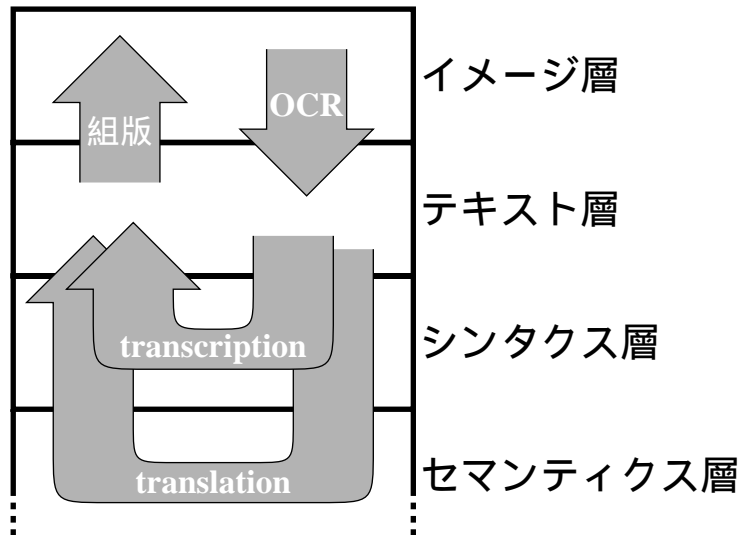 イメージ層
OCR
組版
テキスト層
transcription
シンタクス層
translation
セマンティクス層